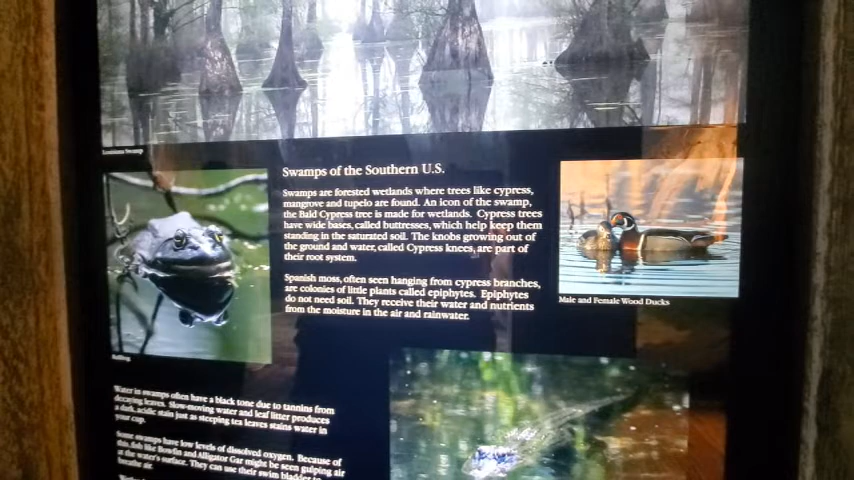 Louisiana Swamp
Swamps of the Southern U.S.
Swamps are forested wetlands where trees like cypress,
mangrove and tupelo are found. An icon of the swamp,
the Bald Cypress tree is made for wetlands. Cypress trees
have wide bases, called buttresses, which help keep them
standing in the saturated soil. The knobs growing out of
the ground and water, called Cypress knees, are part of
their root system.
Spanish moss, often seen hanging from cypress branches,
are colonies of little plants called epiphytes. Epiphytes
do not need soil. They receive their water and nutrients
from the moisture in the air and rainwater.
Male and Female Wood Ducks
Bullfrog
Water in swamps often have a black tone due to tannins from
decaying leaves. Slow-moving water and leaf litter produces
a dark, acidic stain just as steeping tea leaves stains water in
your cup.
Some swamps have low levels of dissolved oxygen. Because of
this, fish like Bowfin and Alligator Gar might be seen gulping air
at the water's surface. They can use their swim bladder to
breathe air.